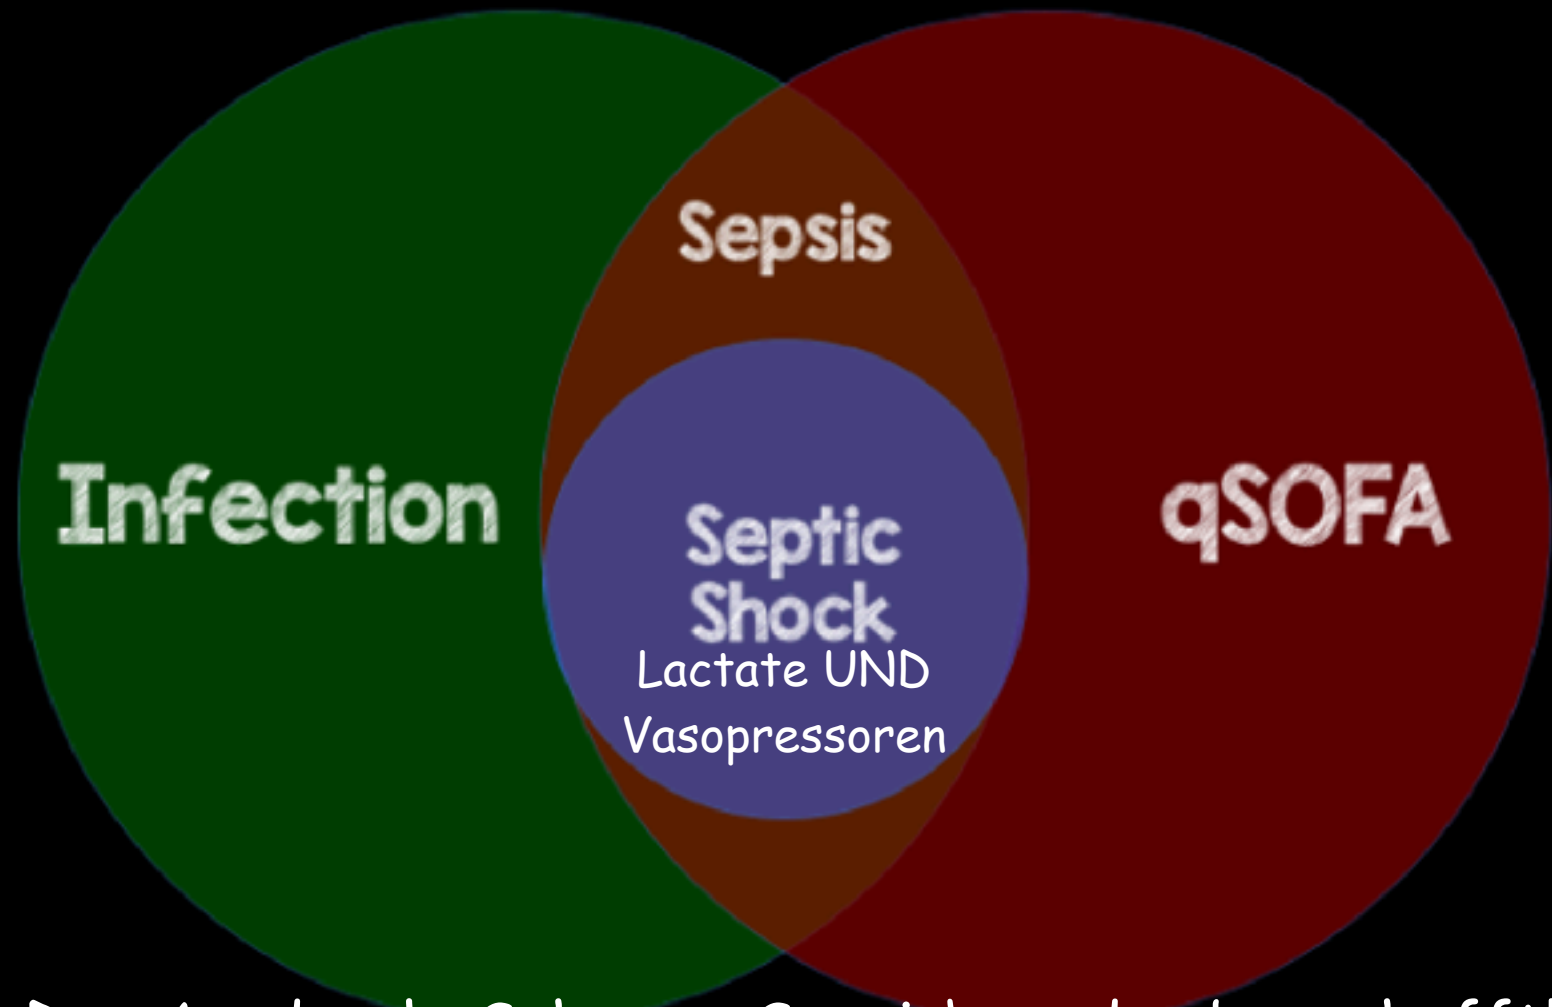 Sepsis
Infection
qSOFA
Septic
Shock
Lactate UND
Vasopressoren